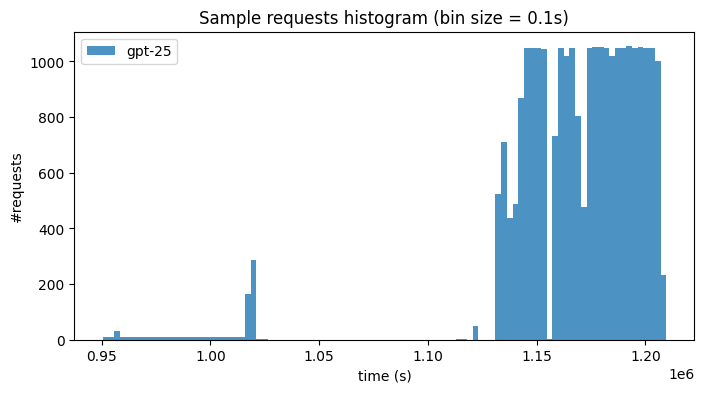 Sample requests histogram (bin size = 0.1s)
gpt-25
#requests
1000
800
600
400
200
0
0.95 1.00 1.05 1.10 1.15 1.20
1e6
time (s)